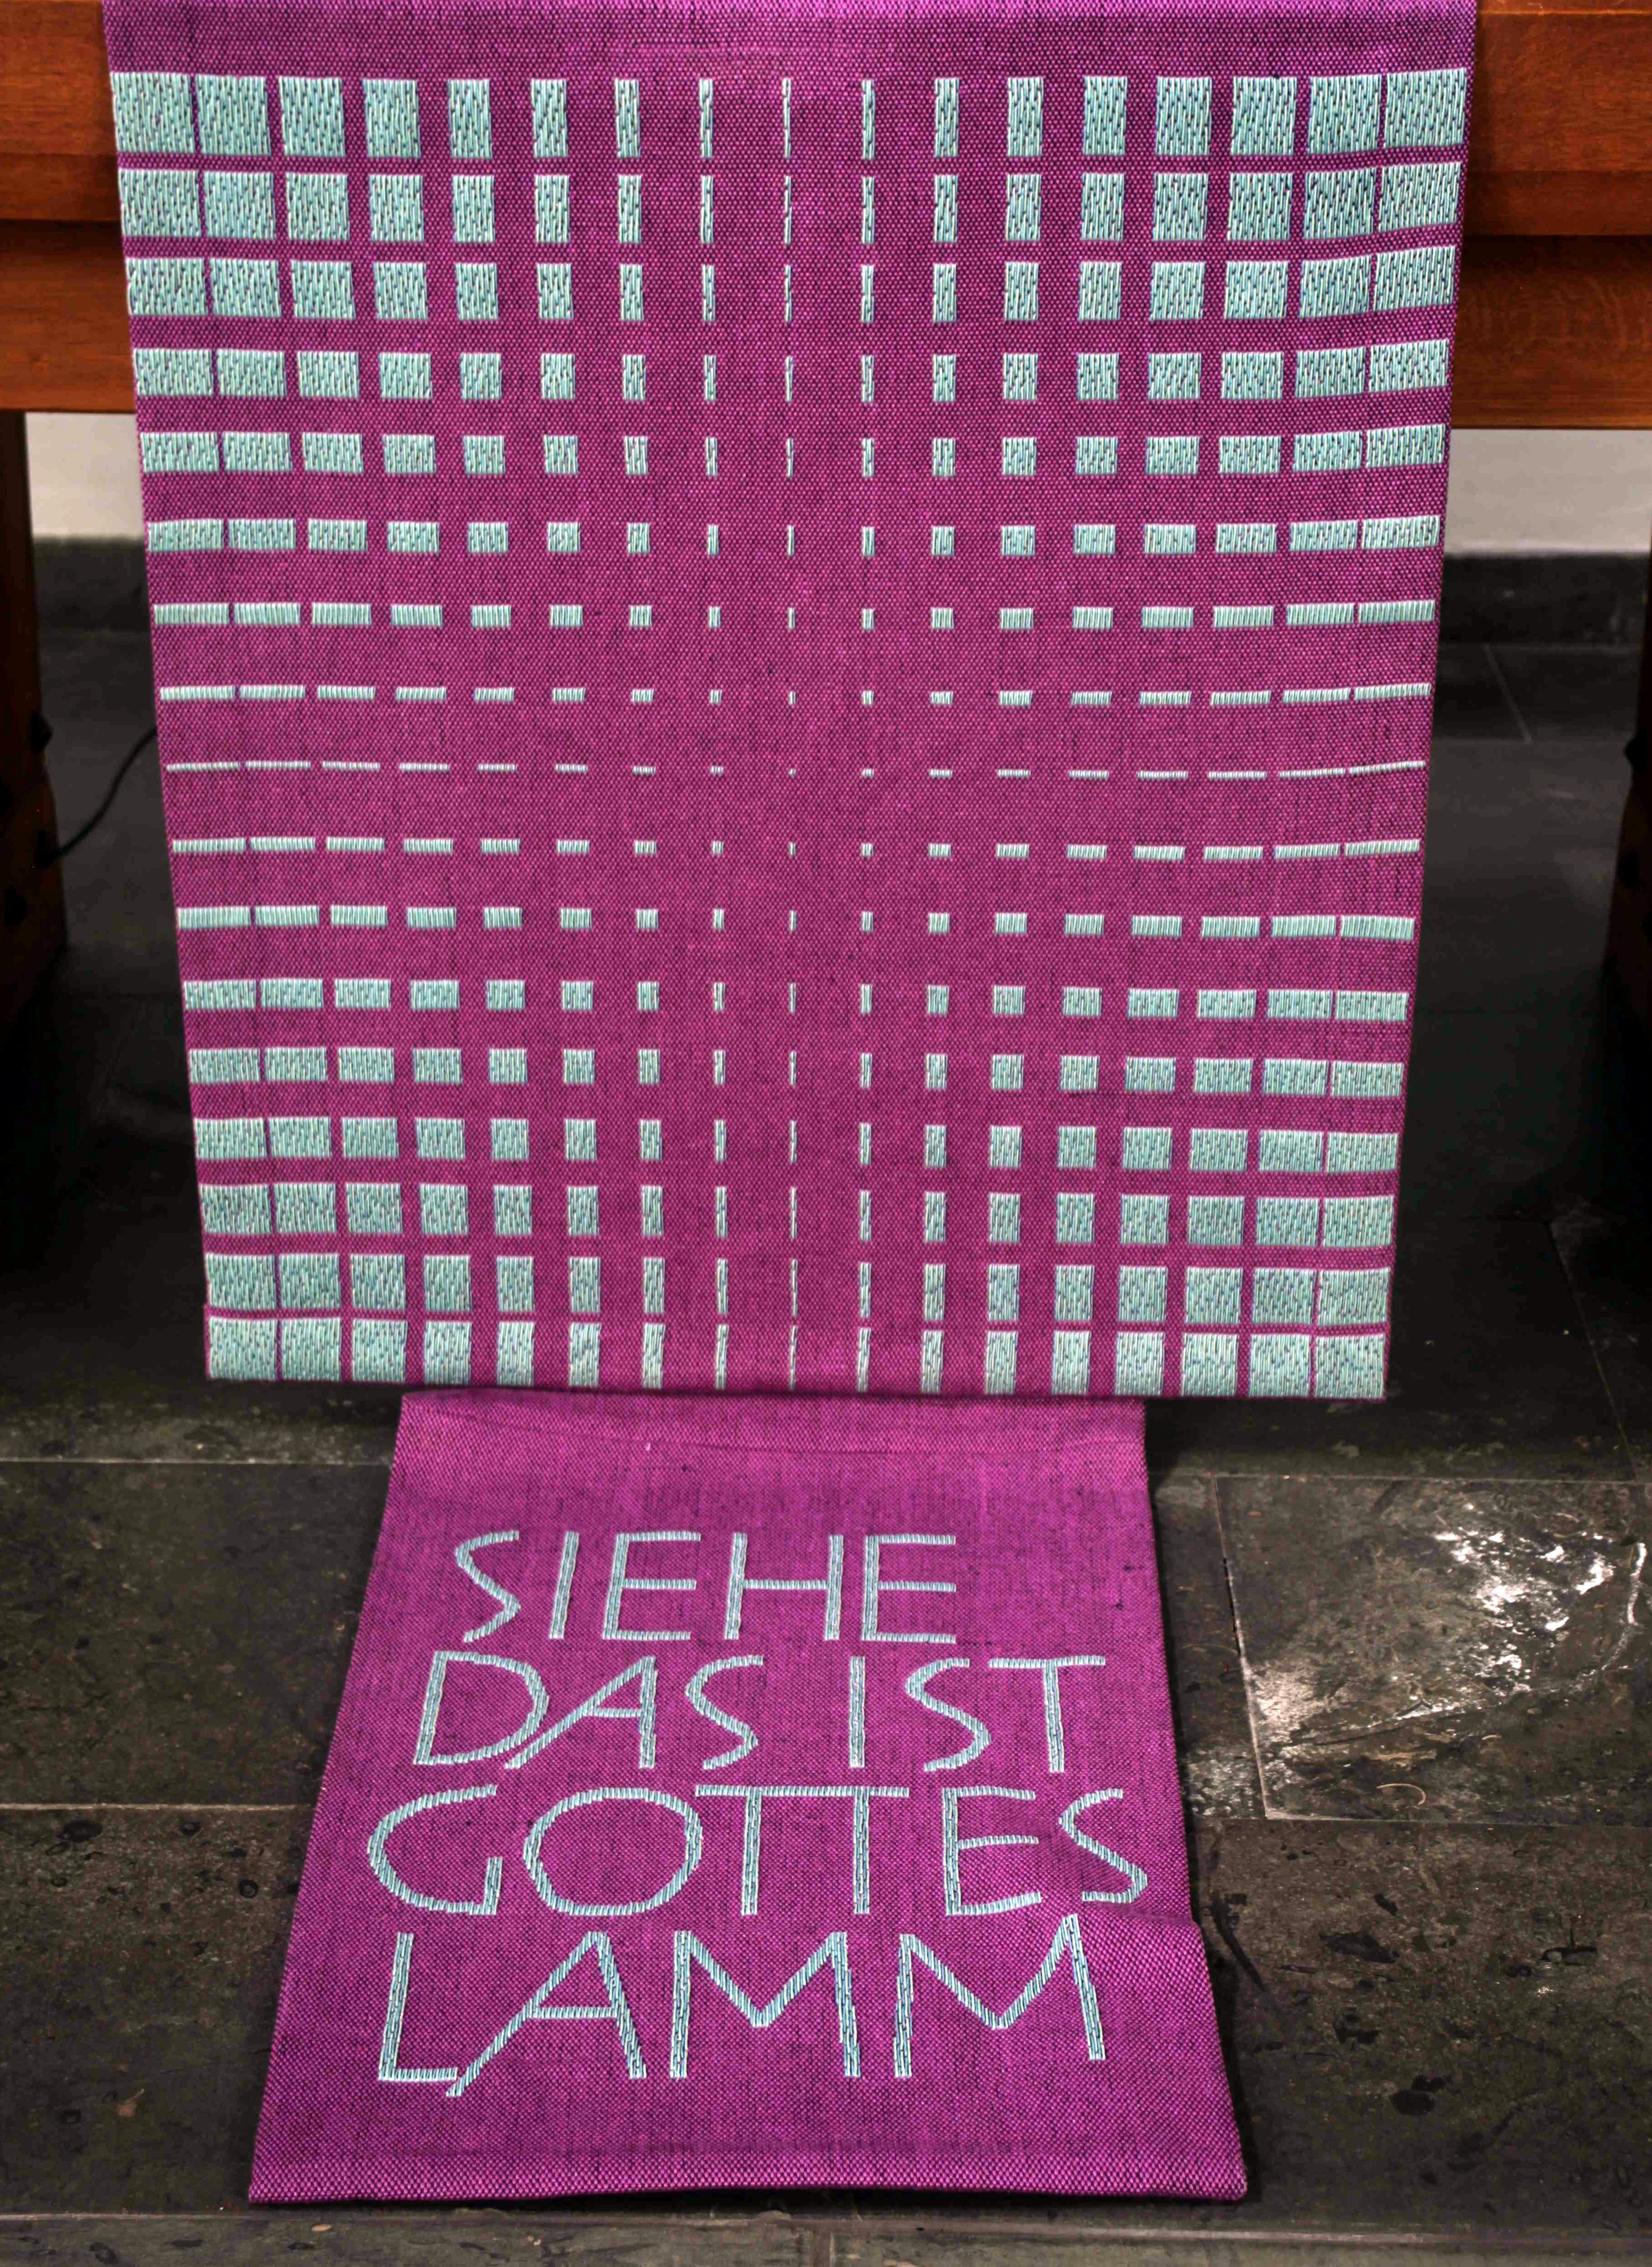 SIEHE
DAS IST
GOTTES
LAMM